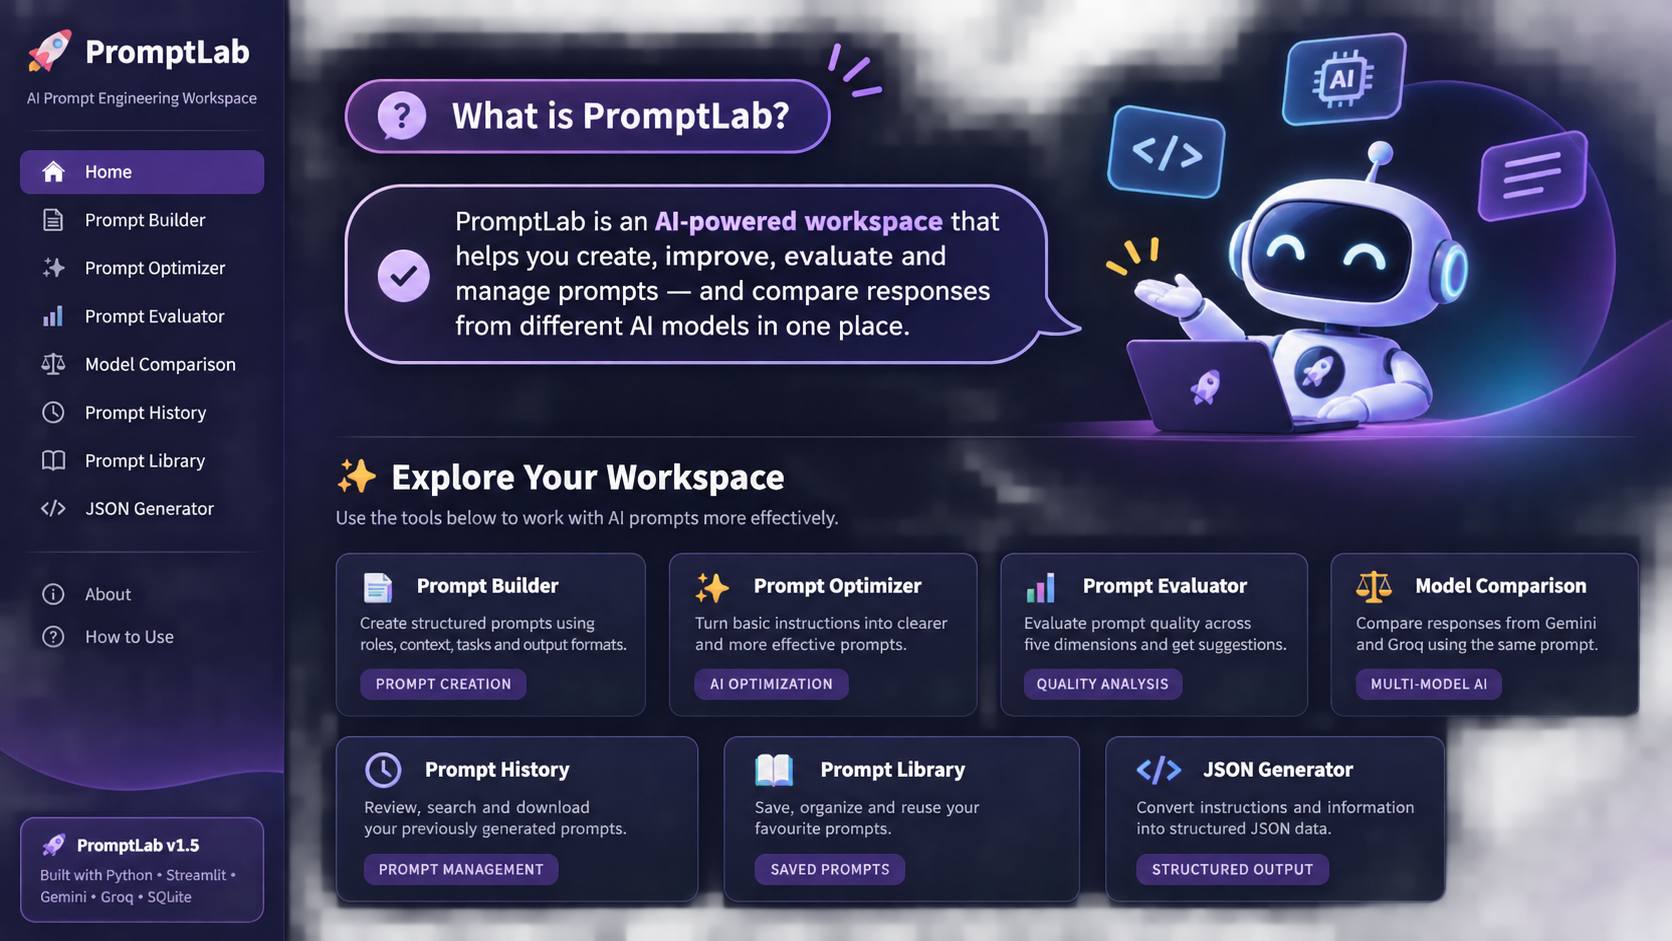 PromptLab
AI Prompt Engineering Workspace
Home
Prompt Builder
Prompt Optimizer
Prompt Evaluator
Model Comparison
Prompt History
Prompt Library
JSON Generator
About
How to Use
PromptLab v1.5
Built with Python • Streamlit •
Gemini • Groq • SQLite
What is PromptLab?
PromptLab is an AI-powered workspace that
helps you create, improve, evaluate and
manage prompts — and compare responses
from different AI models in one place.
</>
AI
Explore Your Workspace
Use the tools below to work with AI prompts more effectively.
Prompt Builder
Create structured prompts using
roles, context, tasks and output formats.
PROMPT CREATION
Prompt Optimizer
Turn basic instructions into clearer
and more effective prompts.
AI OPTIMIZATION
Prompt Evaluator
Evaluate prompt quality across
five dimensions and get suggestions.
QUALITY ANALYSIS
Model Comparison
Compare responses from Gemini
and Groq using the same prompt.
MULTI-MODEL AI
Prompt History
Review, search and download
your previously generated prompts.
PROMPT MANAGEMENT
Prompt Library
Save, organize and reuse your
favourite prompts.
SAVED PROMPTS
JSON Generator
Convert instructions and information
into structured JSON data.
STRUCTURED OUTPUT